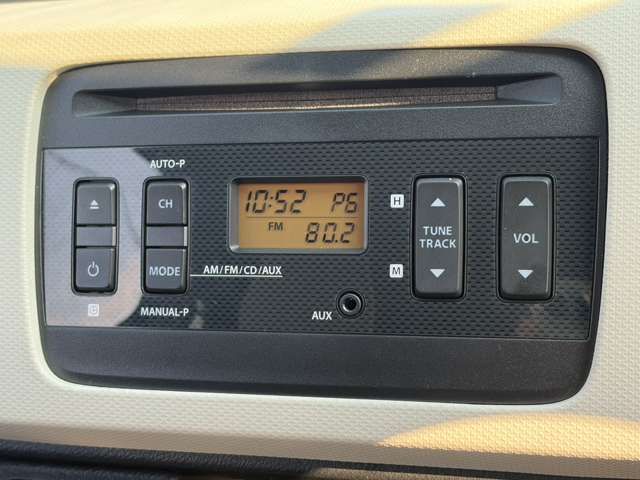 AUTO-P
CH
MODE
MANUAL-P
10:52 P6
FM 80.2
AM/FM/CD/AUX
AUX
H
M
TUNE
TRACK
VOL